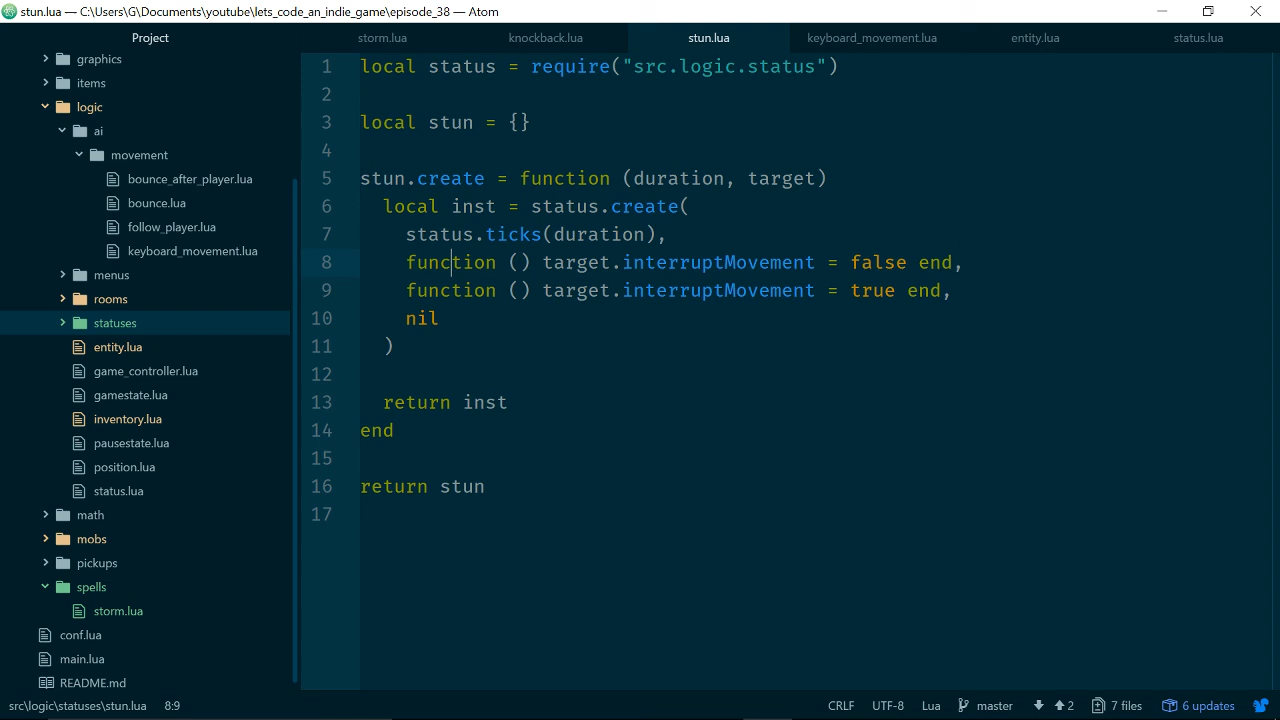 stun.lua — C:\Users\G\Documents\youtube\lets_code_an_indie_game\episode_38 — Atom
Project
storm.lua
knockback.lua
stun.lua
keyboard_movement.lua
entity.lua
status.lua
graphics
items
logic
ai
movement
bounce_after_player.lua
bounce.lua
follow_player.lua
keyboard_movement.lua
menus
rooms
statuses
entity.lua
game_controller.lua
gamestate.lua
inventory.lua
pausestate.lua
position.lua
status.lua
math
mobs
pickups
spells
storm.lua
conf.lua
main.lua
README.md
1 local status = require("src.logic.status")
2
3 local stun = {}
4
5 stun.create = function (duration, target)
6 local inst = status.create(
7 status.ticks(duration),
8 function () target.interruptMovement = false end,
9 function () target.interruptMovement = true end,
10 nil
11 )
12
13 return inst
14 end
15
16 return stun
17
src\logic\statuses\stun.lua 8:9
CRLF UTF-8 Lua master 2 7 files 6 updates